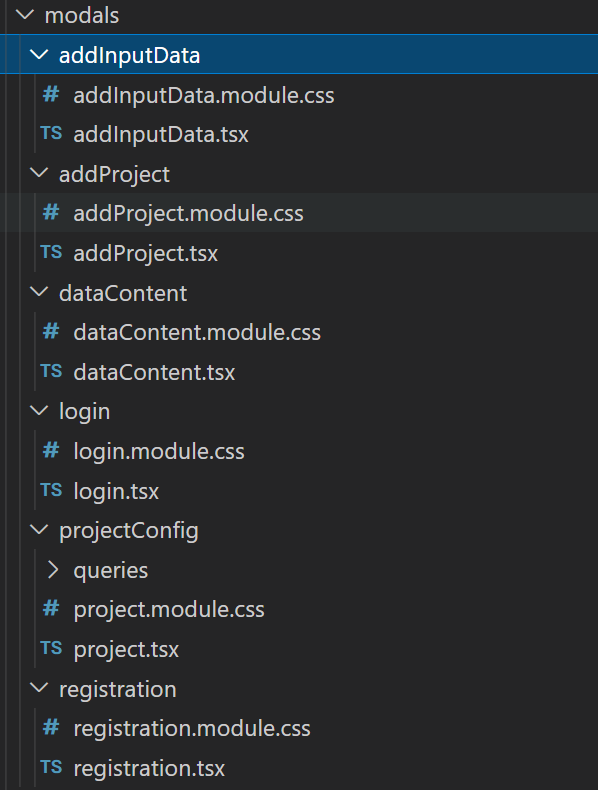 modals
addInputData
# addInputData.module.css
TS addInputData.tsx
addProject
# addProject.module.css
TS addProject.tsx
dataContent
# dataContent.module.css
TS dataContent.tsx
login
# login.module.css
TS login.tsx
projectConfig
queries
# project.module.css
TS project.tsx
registration
# registration.module.css
TS registration.tsx